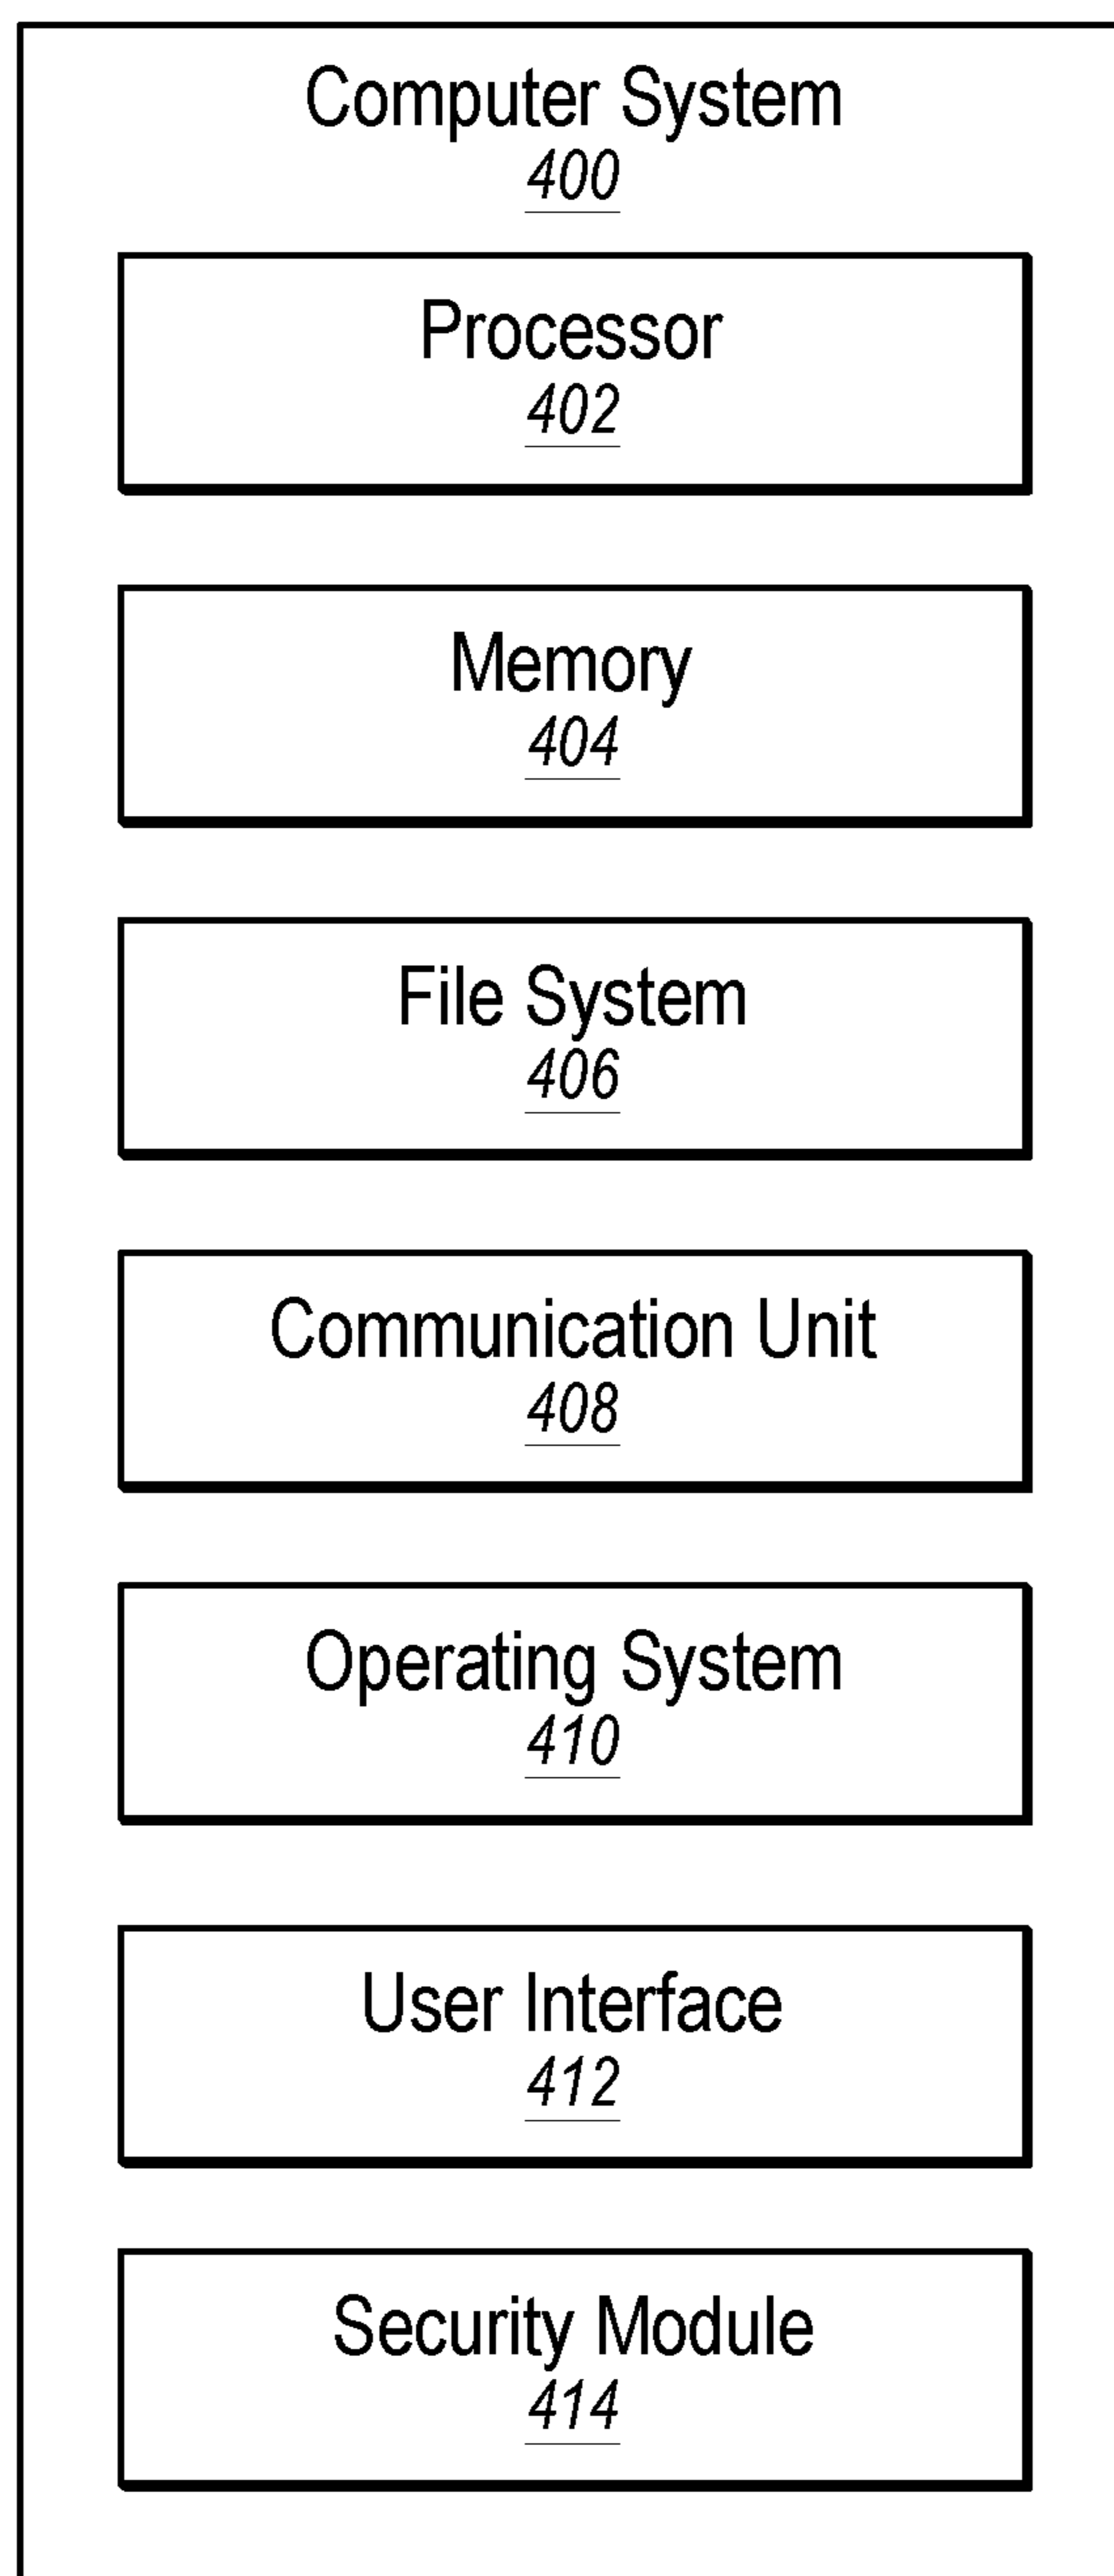 Computer System
400
Processor
402
Memory
404
File System
406
Communication Unit
408
Operating System
410
User Interface
412
Security Module
414